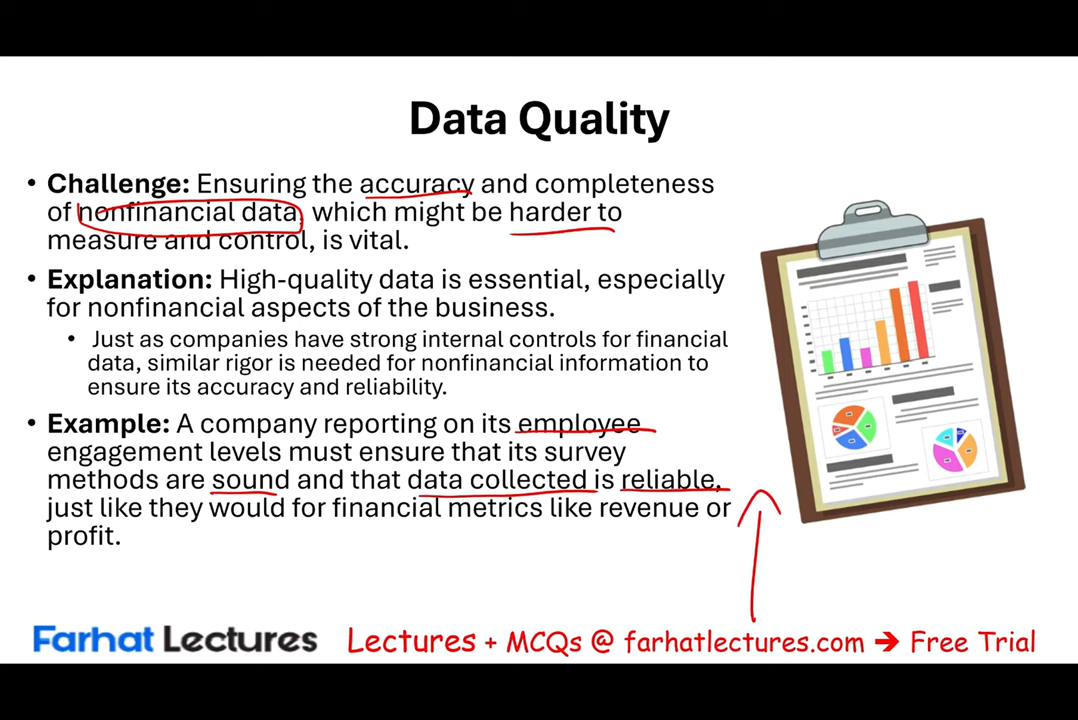 Data Quality
• Challenge: Ensuring the accuracy and completeness
of nonfinancial data, which might be harder to
measure and control, is vital.
• Explanation: High-quality data is essential, especially
for nonfinancial aspects of the business.
• Just as companies have strong internal controls for financial
data, similar rigor is needed for nonfinancial information to
ensure its accuracy and reliability.
• Example: A company reporting on its employee
engagement levels must ensure that its survey
methods are sound and that data collected is reliable,
just like they would for financial metrics like revenue or
profit.
Farhat Lectures Lectures + MCQs @ farhatlectures.com → Free Trial